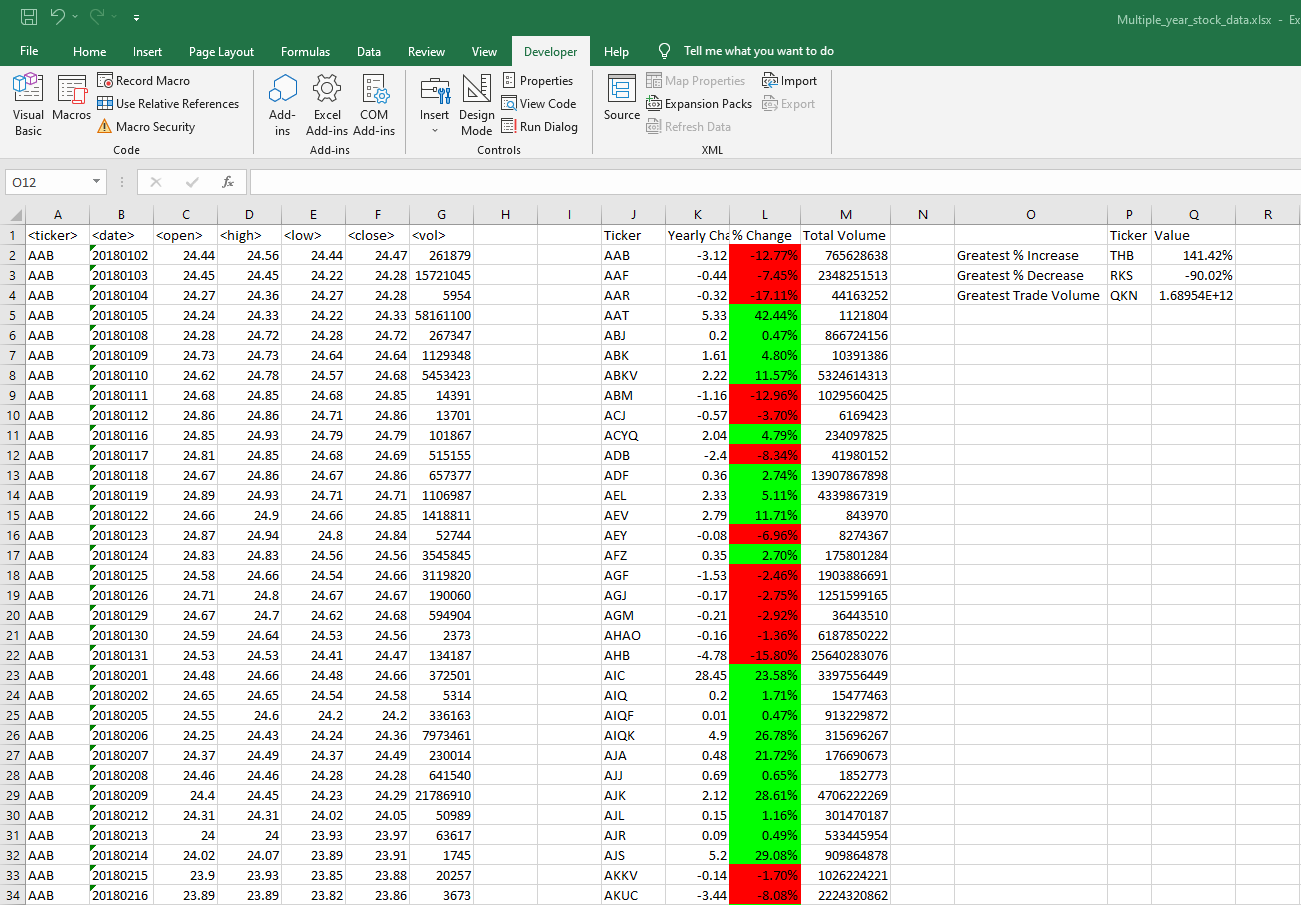 Multiple_year_stock_data.xlsx - Ex
File Home Insert Page Layout Formulas Data Review View Developer Help Tell me what you want to do
Visual Basic Macros Record Macro Use Relative References Macro Security Code
Add-ins Excel Add-ins COM Add-ins Add-ins
Insert Design Mode Properties View Code Run Dialog Controls
Source Map Properties Expansion Packs Refresh Data Import Export XML
O12 fx
A B C D E F G H I J K L M N O P Q R
1 <ticker> <date> <open> <high> <low> <close> <vol> Ticker Yearly Cha % Change Total Volume Ticker Value
2 AAB 20180102 24.44 24.56 24.44 24.47 261879 AAB -3.12 -12.77% 765628638 Greatest % Increase THB 141.42%
3 AAB 20180103 24.45 24.45 24.22 24.28 15721045 AAF -0.44 -7.45% 2348251513 Greatest % Decrease RKS -90.02%
4 AAB 20180104 24.27 24.36 24.27 24.28 5954 AAR -0.32 -17.11% 44163252 Greatest Trade Volume QKN 1.68954E+12
5 AAB 20180105 24.24 24.33 24.22 24.33 58161100 AAT 5.33 42.44% 1121804
6 AAB 20180108 24.28 24.72 24.28 24.72 267347 ABJ 0.2 0.47% 866724156
7 AAB 20180109 24.73 24.73 24.64 24.64 1129348 ABK 1.61 4.80% 10391386
8 AAB 20180110 24.62 24.78 24.57 24.68 5453423 ABKV 2.22 11.57% 5324614313
9 AAB 20180111 24.68 24.85 24.68 24.85 14391 ABM -1.16 -12.96% 1029560425
10 AAB 20180112 24.86 24.86 24.71 24.86 13701 ACJ -0.57 -3.70% 6169423
11 AAB 20180116 24.85 24.93 24.79 24.79 101867 ACYQ 2.04 4.79% 234097825
12 AAB 20180117 24.81 24.85 24.68 24.69 515155 ADB -2.4 -8.34% 41980152
13 AAB 20180118 24.67 24.86 24.67 24.86 657377 ADF 0.36 2.74% 13907867898
14 AAB 20180119 24.89 24.93 24.71 24.71 1106987 AEL 2.33 5.11% 4339867319
15 AAB 20180122 24.66 24.9 24.66 24.85 1418811 AEV 2.79 11.71% 843970
16 AAB 20180123 24.87 24.94 24.8 24.84 52744 AEY -0.08 -6.96% 8274367
17 AAB 20180124 24.83 24.83 24.56 24.56 3545845 AFZ 0.35 2.70% 175801284
18 AAB 20180125 24.58 24.66 24.54 24.66 3119820 AGF -1.53 -2.46% 1903886691
19 AAB 20180126 24.71 24.8 24.67 24.67 190060 AGJ -0.17 -2.75% 1251599165
20 AAB 20180129 24.67 24.7 24.62 24.68 594904 AGM -0.21 -2.92% 36443510
21 AAB 20180130 24.59 24.64 24.53 24.56 2373 AHAO -0.16 -1.36% 6187850222
22 AAB 20180131 24.53 24.53 24.41 24.47 134187 AHB -4.78 -15.80% 25640283076
23 AAB 20180201 24.48 24.66 24.48 24.66 372501 AIC 28.45 23.58% 3397556449
24 AAB 20180202 24.65 24.65 24.54 24.58 5314 AIQ 0.2 1.71% 15477463
25 AAB 20180205 24.55 24.6 24.2 24.2 336163 AIQF 0.01 0.47% 913229872
26 AAB 20180206 24.25 24.43 24.24 24.36 7973461 AIQK 4.9 26.78% 315696267
27 AAB 20180207 24.37 24.49 24.37 24.49 230014 AJA 0.48 21.72% 176690673
28 AAB 20180208 24.46 24.46 24.28 24.28 641540 AJJ 0.69 0.65% 1852773
29 AAB 20180209 24.4 24.45 24.23 24.29 21786910 AJK 2.12 28.61% 4706222269
30 AAB 20180212 24.31 24.31 24.02 24.05 50989 AJL 0.15 1.16% 301470187
31 AAB 20180213 24 24 23.93 23.97 63617 AJR 0.09 0.49% 533445954
32 AAB 20180214 24.02 24.07 23.89 23.91 1745 AJS 5.2 29.08% 909864878
33 AAB 20180215 23.9 23.93 23.85 23.88 20257 AKKV -0.14 -1.70% 1026224221
34 AAB 20180216 23.89 23.89 23.82 23.86 3673 AKUC -3.44 -8.08% 2224320862